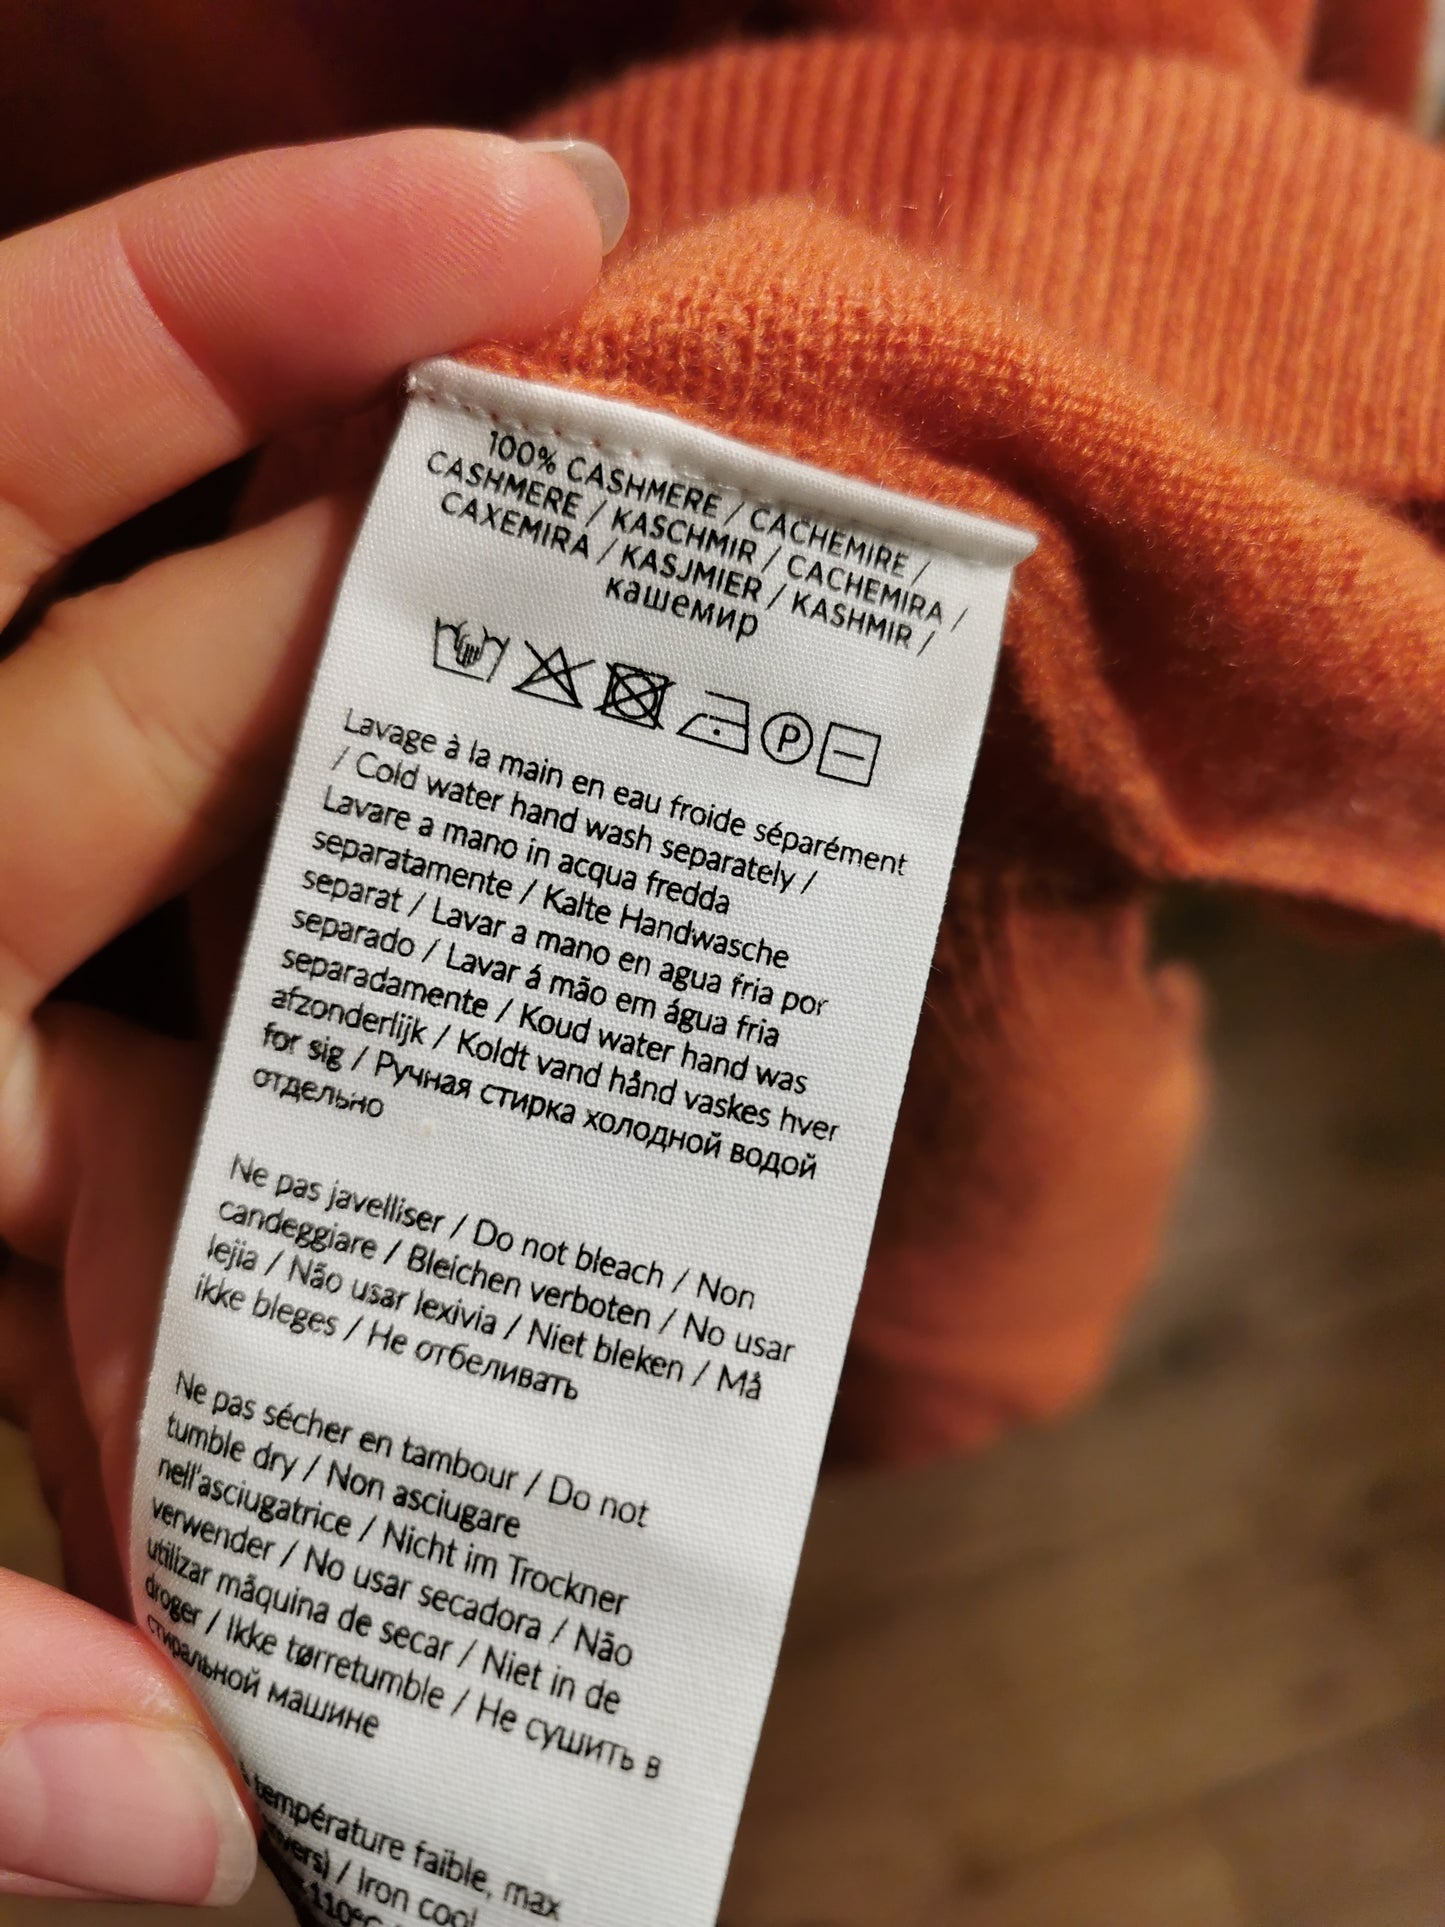 100% CASHMERE / CACHEMIRE /
CASHMERE / KASCHMIR / CACHEMIRA /
CAXEMIRA / KASJMIER / KASHMIR /
кашемир
P
Lavage à la main en eau froide séparément
/ Cold water hand wash separately /
Lavare a mano in acqua fredda
separatamente / Kalte Handwasche
separat / Lavar a mano en agua fria por
separado / Lavar á mão em água fria
separadamente / Koud water hand was
afzonderlijk / Koldt vand hånd vaskes hver
for sig / Ручная стирка холодной водой
отдельно
Ne pas javelliser / Do not bleach / Non
candeggiare / Bleichen verboten / No usar
lejia / Não usar lexivia / Niet bleken / Må
ikke bleges / Не отбеливать
Ne pas sécher en tambour / Do not
tumble dry / Non asciugare
nell'asciugatrice / Nicht im Trockner
verwender / No usar secadora / Não
utilizar mãquina de secar / Niet in de
droger / Ikke tørretumble / Не сушить в
стиральной машине
température faible, max
/ Iron cool
110°C